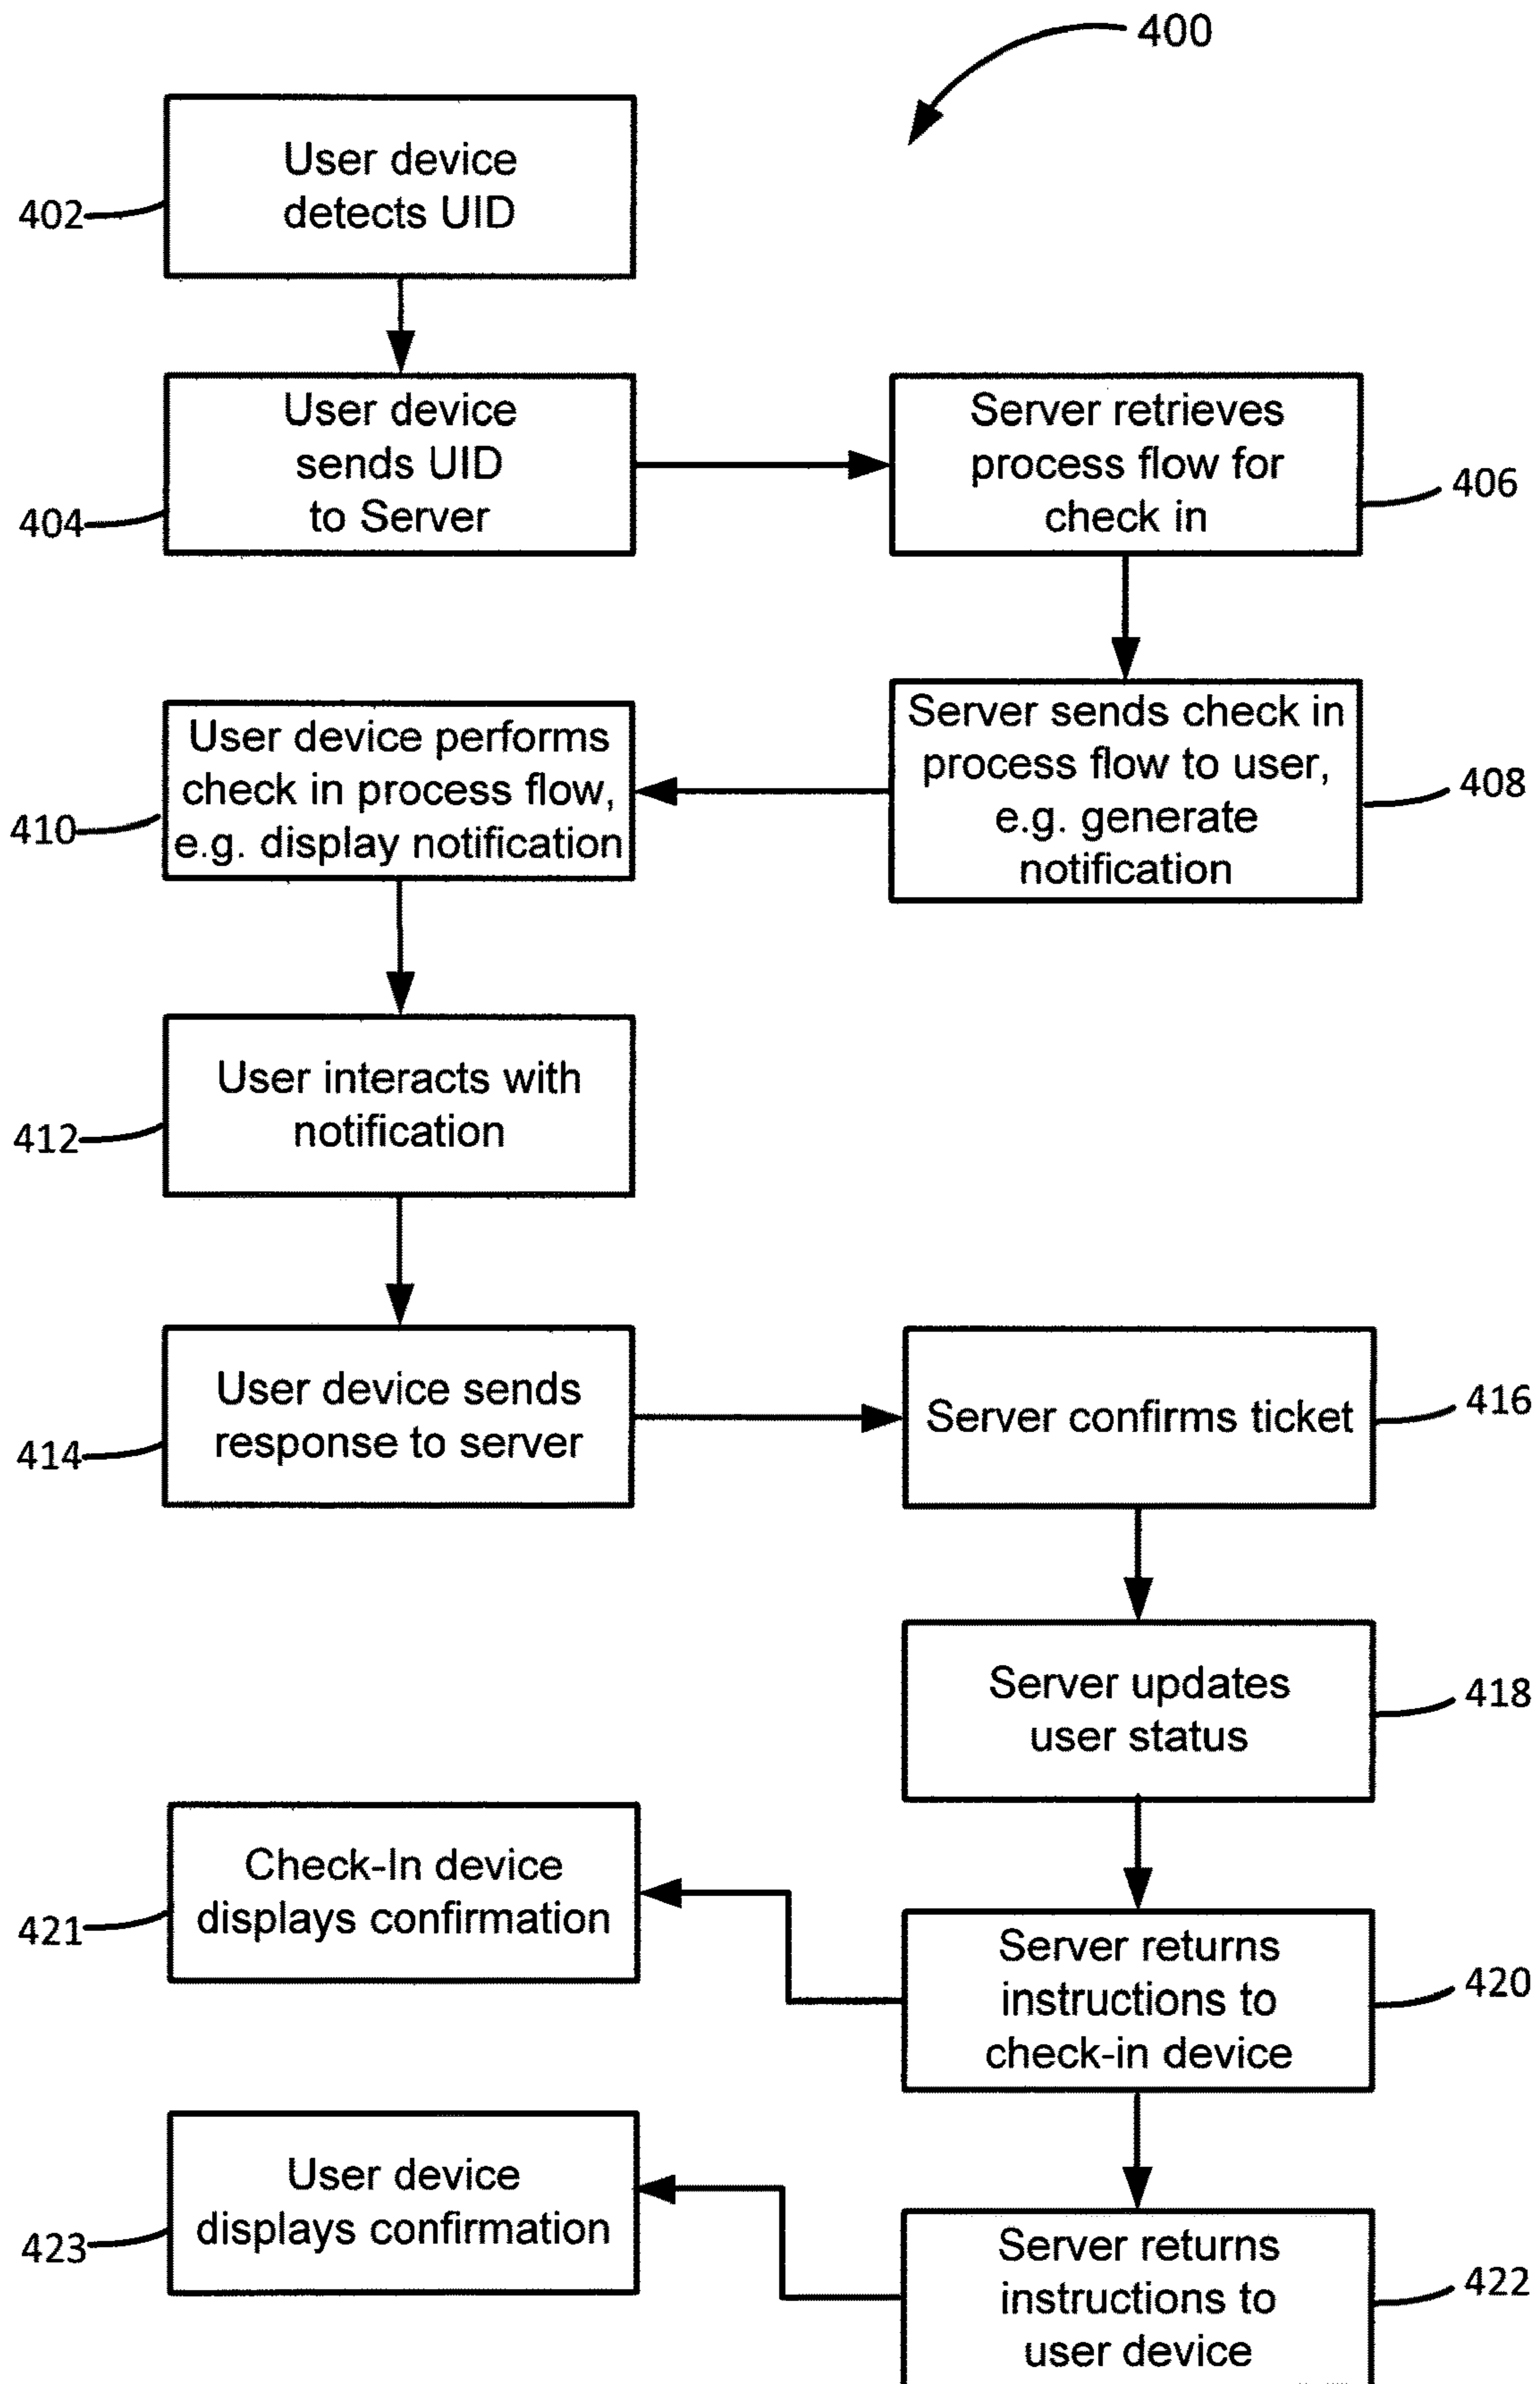 400
User device
detects UID
402
User device
sends UID
to Server
404
Server retrieves
process flow for
check in
406
Server sends check in
process flow to user,
e.g. generate
notification
408
User device performs
check in process flow,
e.g. display notification
410
User interacts with
notification
412
User device sends
response to server
414
Server confirms ticket
416
Server updates
user status
418
Check-In device
displays confirmation
421
Server returns
instructions to
check-in device
420
User device
displays confirmation
423
Server returns
instructions to
user device
422